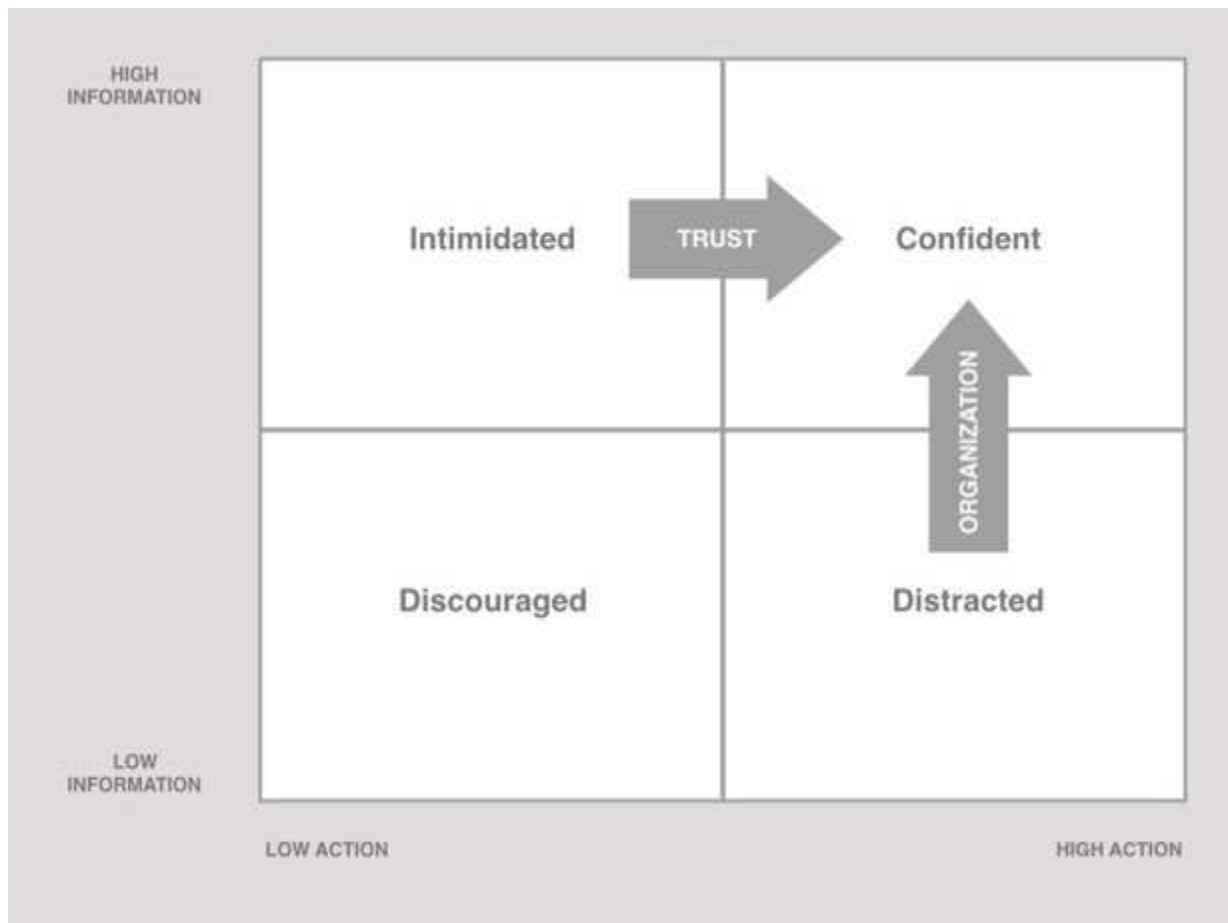 HIGH
INFORMATION
Intimidated
TRUST
Confident
ORGANIZATION
Discouraged
Distracted
LOW
INFORMATION
LOW ACTION
HIGH ACTION